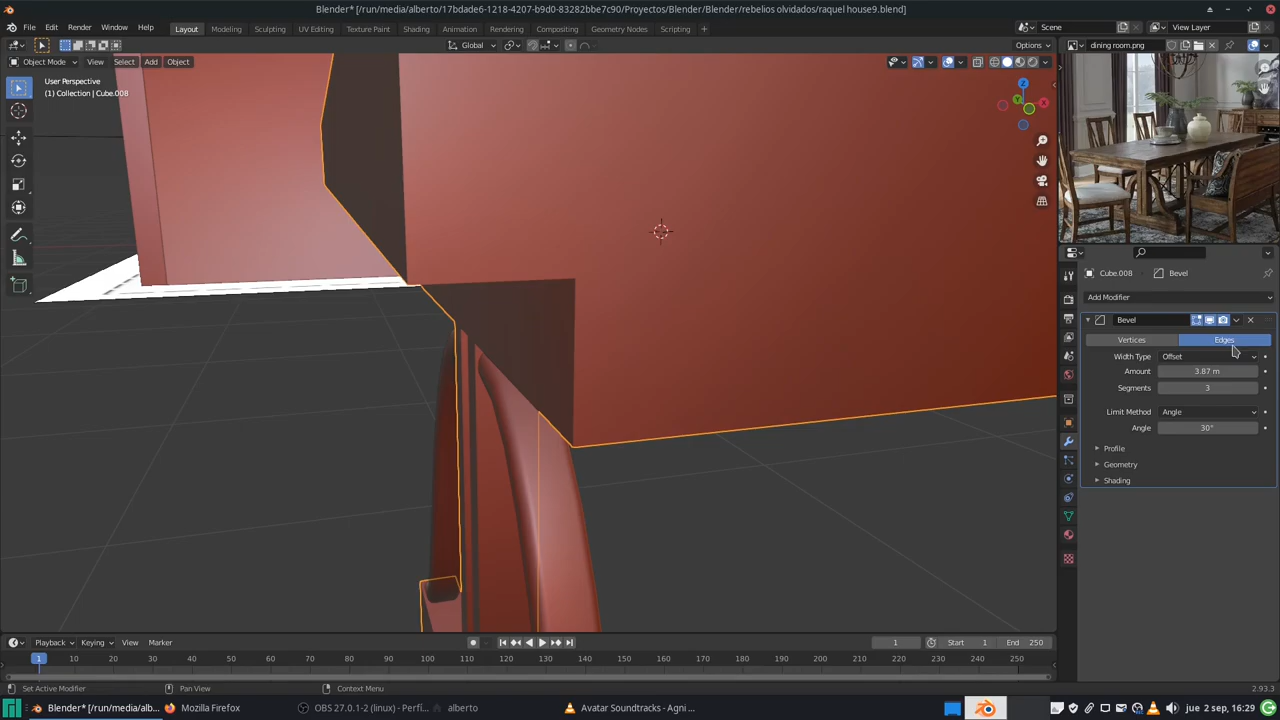 Blender* [/run/media/alberto/17bdade6-1218-4207-b9d0-83282bbe7c90/Proyectos/Blender/Blender/rebelios olvidados/raquel house9.blend]
File Edit Render Window Help Layout Modeling Sculpting UV Editing Texture Paint Shading Animation Rendering Compositing Geometry Nodes Scripting Scene View Layer
Global Options dining room.png
Object Mode View Select Add Object
User Perspective
(1) Collection | Cube.008
Z
Y
X
Cube.008 Bevel
Add Modifier
Bevel
Vertices Edges
Width Type Offset
Amount 3.87 m
Segments 3
Limit Method Angle
Angle 30°
Profile
Geometry
Shading
Playback Keying View Marker 1 Start 1 End 250
1 10 20 30 40 50 60 70 80 90 100 110 120 130 140 150 160 170 180 190 200 210 220 230 240 250
Set Active Modifier Pan View Context Menu 2.93.3
Blender* [/run/media/alb... Mozilla Firefox OBS 27.0.1-2 (linux) - Perfi... alberto Avatar Soundtracks - Agni ... jue 2 sep, 16:29